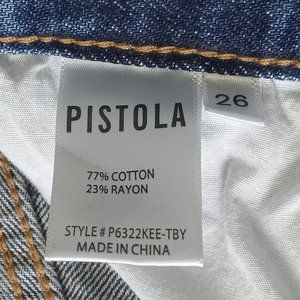 PISTOLA
26
77% COTTON
23% RAYON
STYLE # P6322KEE-TBY
MADE IN CHINA